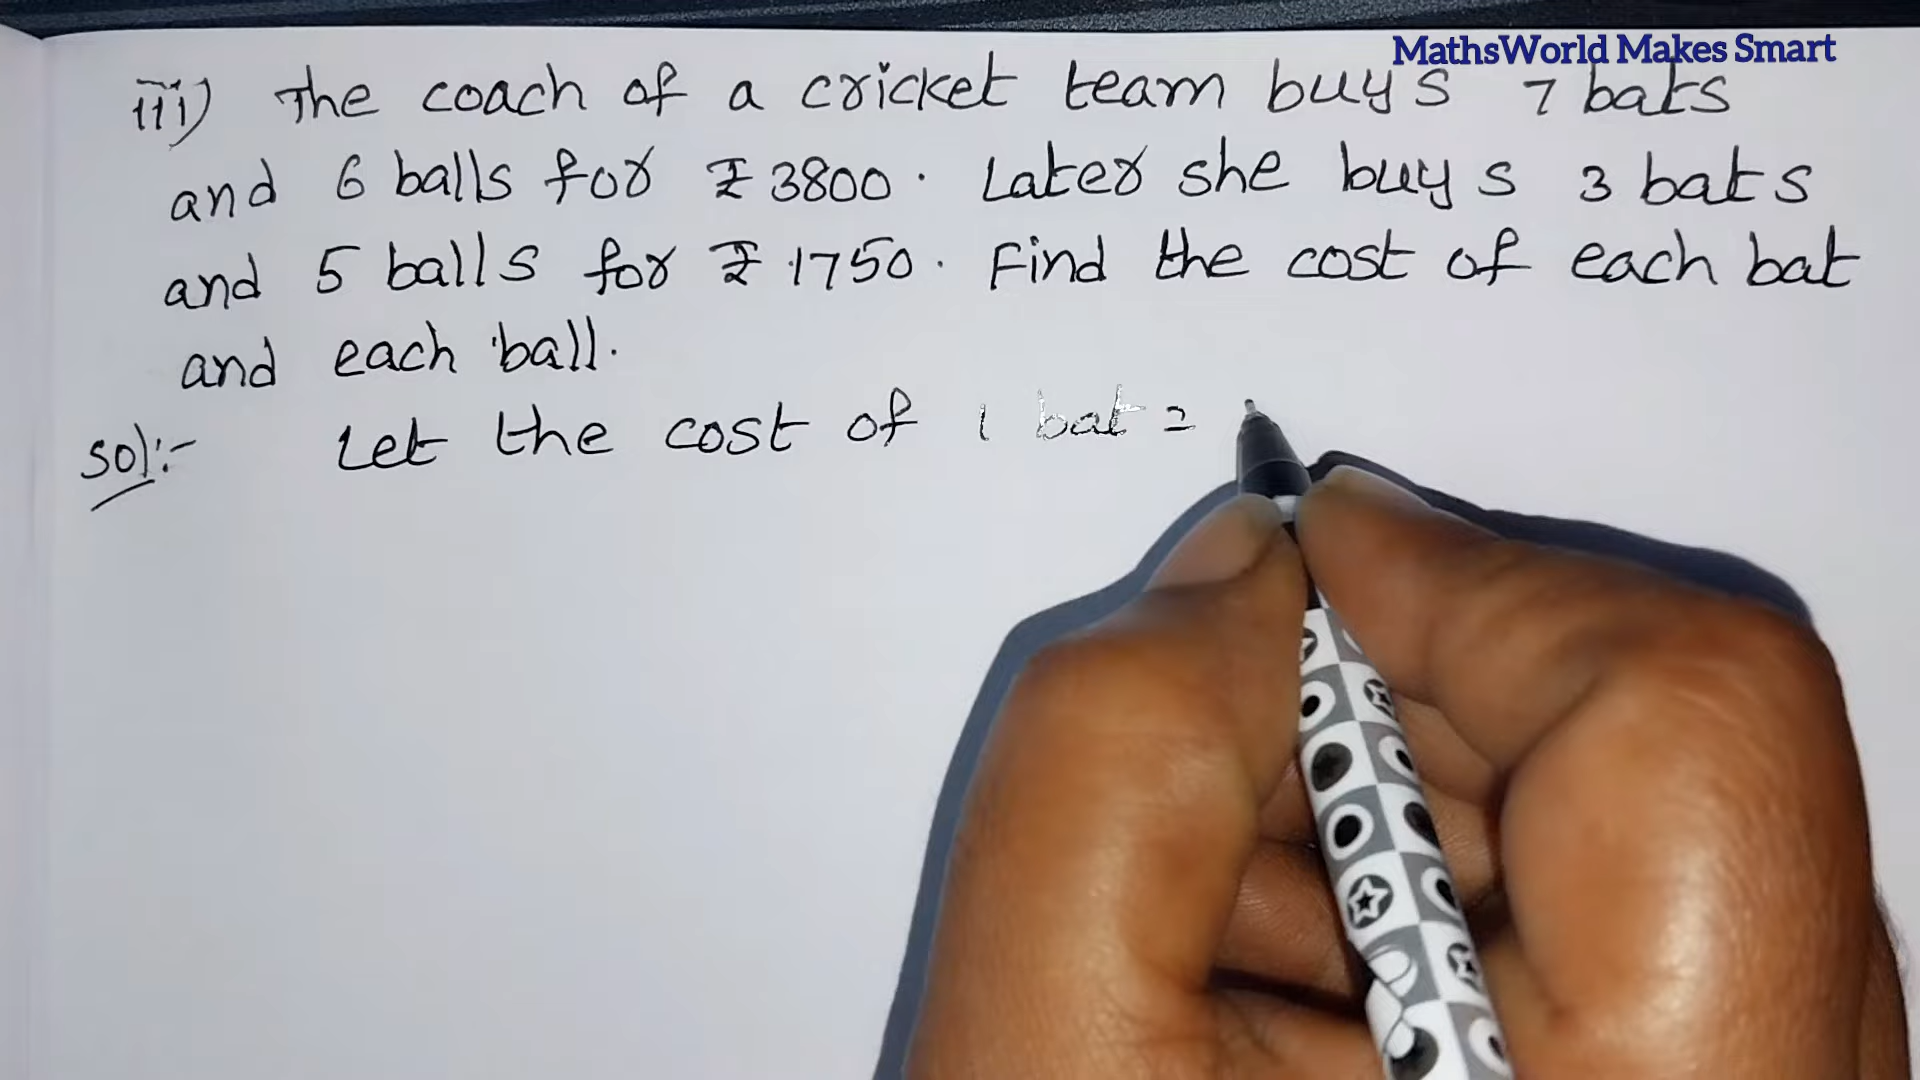 MathsWorld Makes Smart
iii) The coach of a cricket team buys 7 bats
and 6 balls for ₹ 3800. Later she buys 3 bats
and 5 balls for ₹ 1750. Find the cost of each bat
and each ball.
Sol:- Let the cost of 1 bat =